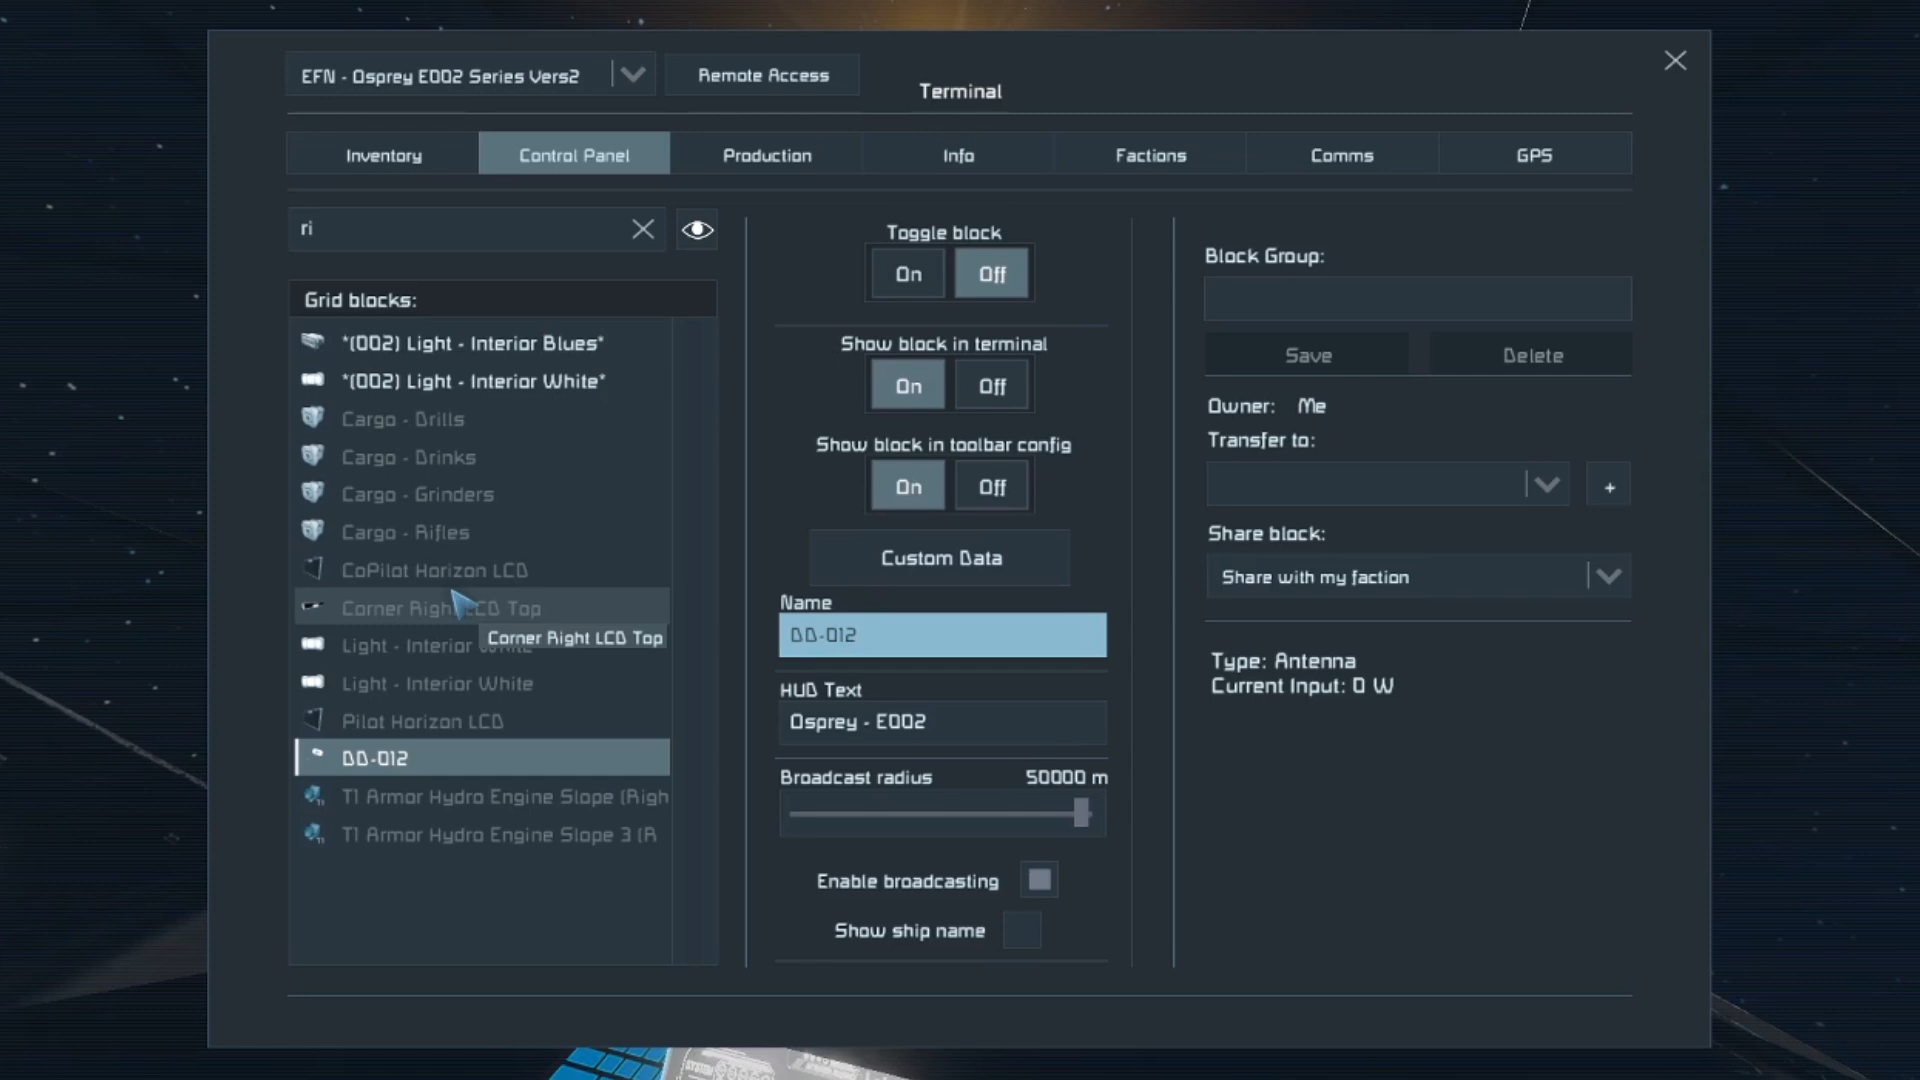 EFN - Osprey E002 Series Vers2
Remote Access
Terminal
Inventory
Control Panel
Production
Info
Factions
Comms
GPS
ri
Grid blocks:
*(002) Light - Interior Blues*
*(002) Light - Interior White*
Cargo - Drills
Cargo - Drinks
Cargo - Grinders
Cargo - Rifles
CoPilot Horizon LCD
Corner Right LCD Top
Corner Right LCD Top
Light - Interior White
Light - Interior White
Pilot Horizon LCD
DD-012
T1 Armor Hydro Engine Slope (Righ
T1 Armor Hydro Engine Slope 3 (R
Toggle block
On Off
Show block in terminal
On Off
Show block in toolbar config
On Off
Custom Data
Name
DD-012
HUD Text
Osprey - E002
Broadcast radius 50000 m
Enable broadcasting
Show ship name
Block Group:
Save Delete
Owner: Me
Transfer to:
+
Share block:
Share with my faction
Type: Antenna
Current Input: 0 W